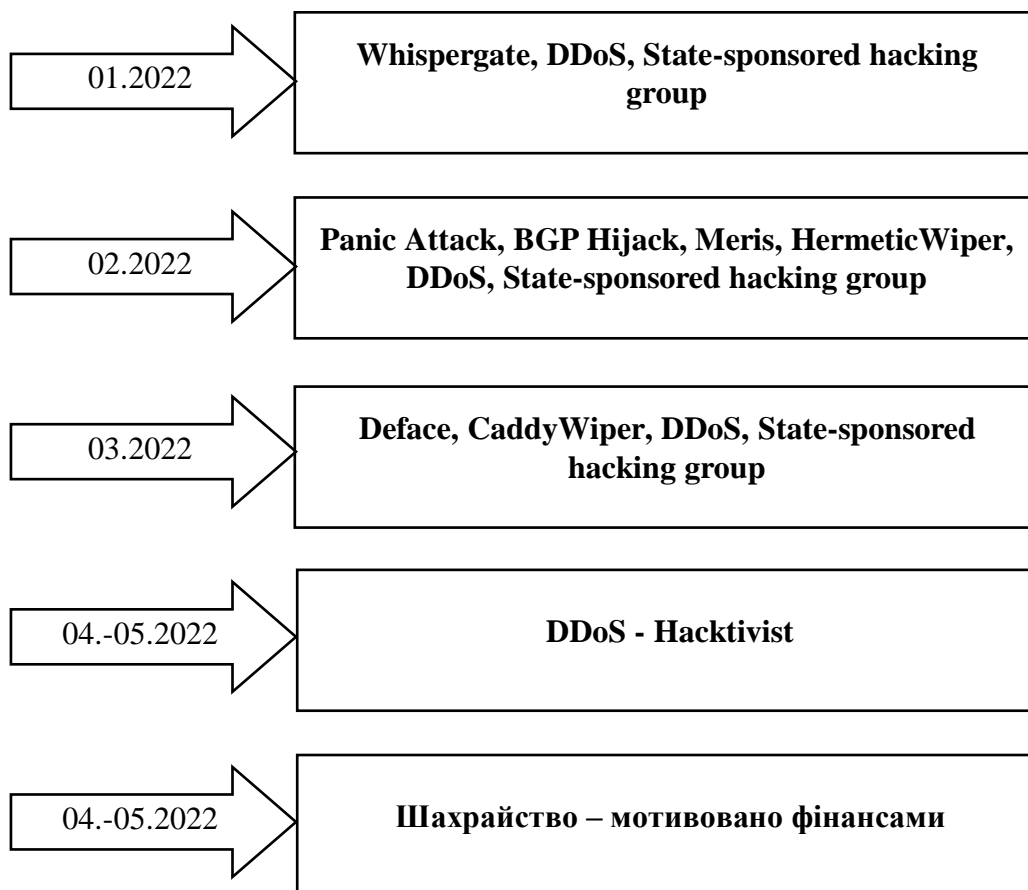 01.2022
Whispergate, DDoS, State-sponsored hacking
group
02.2022
Panic Attack, BGP Hijack, Meris, HermeticWiper,
DDoS, State-sponsored hacking group
03.2022
Deface, CaddyWiper, DDoS, State-sponsored
hacking group
04.-05.2022
DDoS - Hacktivist
04.-05.2022
Шахрайство – мотивовано фінансами